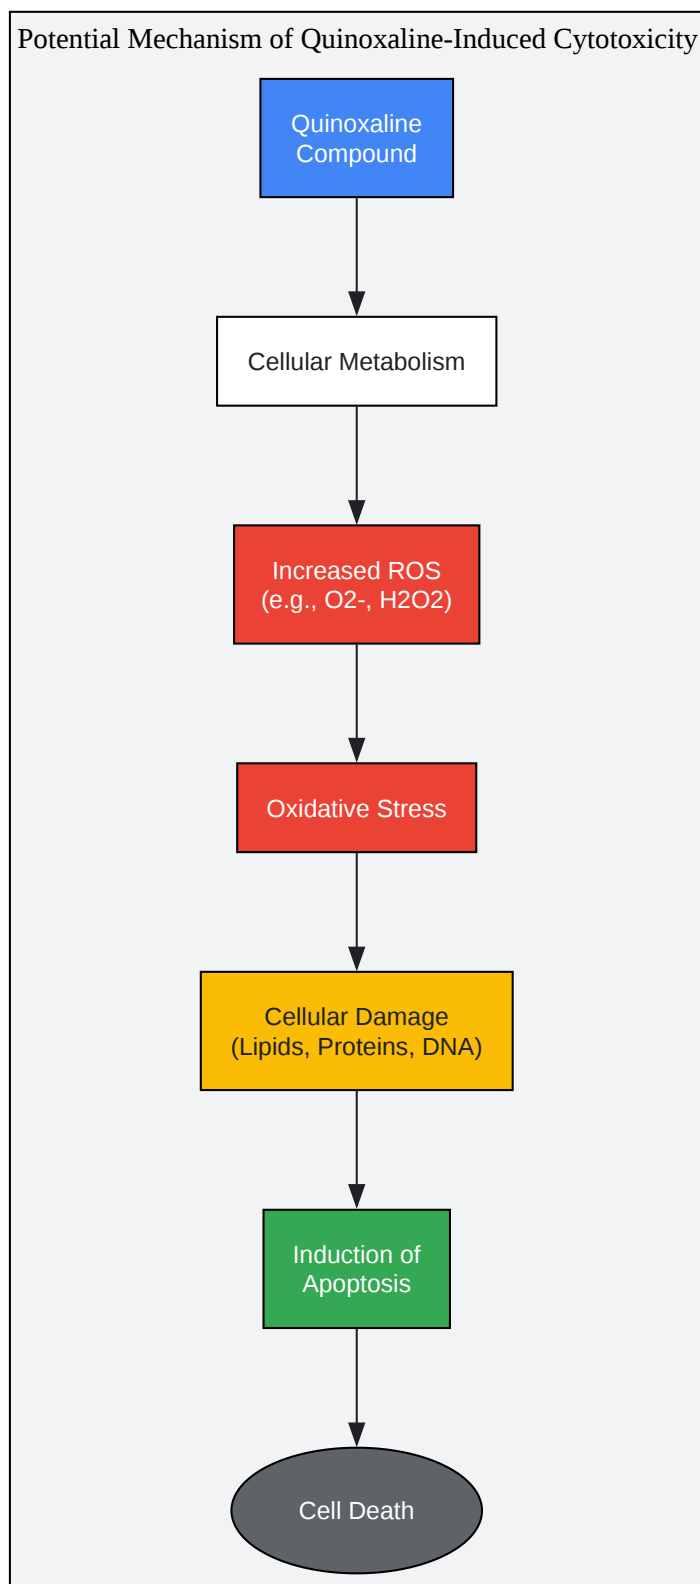 Potential Mechanism of Quinoxaline-Induced Cytotoxicity
Quinoxaline
Compound
Cellular Metabolism
Increased ROS
(e.g., O2-, H2O2)
Oxidative Stress
Cellular Damage
(Lipids, Proteins, DNA)
Induction of
Apoptosis
Cell Death